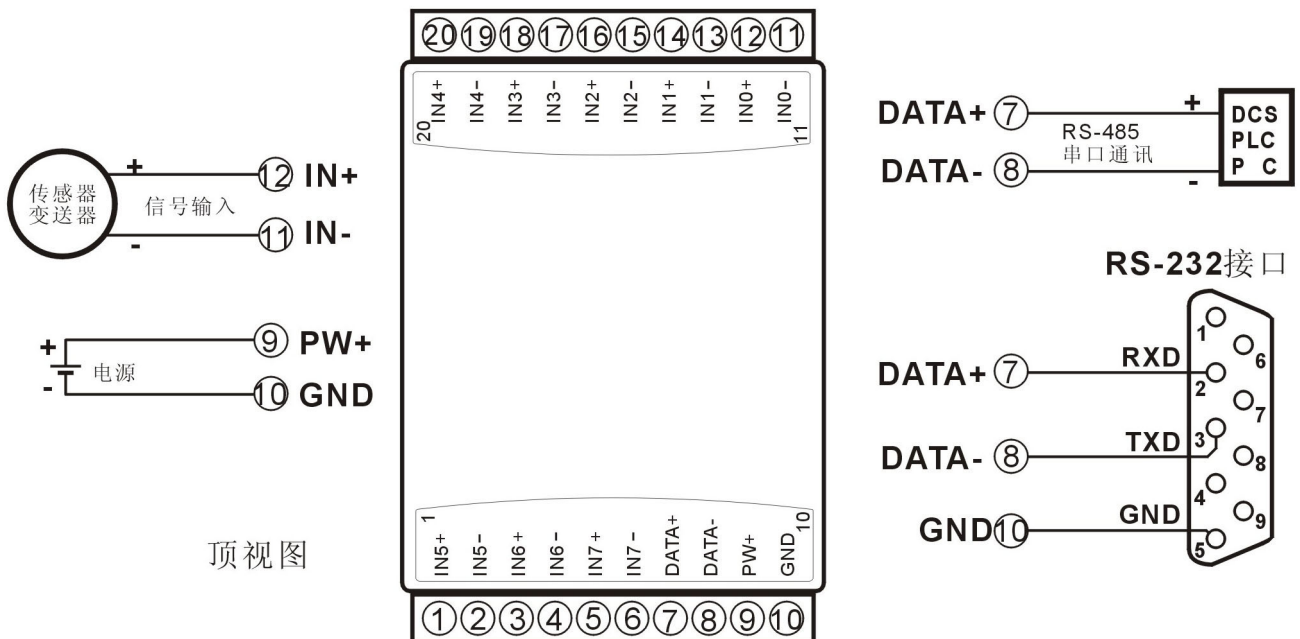 ⑳⑲⑱⑰⑯⑮⑭⑬⑫⑪
IN4+ IN4- IN3+ IN3- IN2+ IN2- IN1+ IN1- IN0+ IN0-
20 11
传感器
变送器
+
-
信号输入
⑫ IN+
⑪ IN-
+
-
电源
⑨ PW+
⑩ GND
顶视图
1 10
IN5+ IN5- IN6+ IN6- IN7+ IN7- DATA+ DATA- PW+ GND
①②③④⑤⑥⑦⑧⑨⑩
DATA+ ⑦
DATA- ⑧
RS-485
串口通讯
+
-
DCS
PLC
P C
RS-232接口
DATA+ ⑦ RXD
DATA- ⑧ TXD
GND⑩ GND
1
2
3
4
5
6
7
8
9